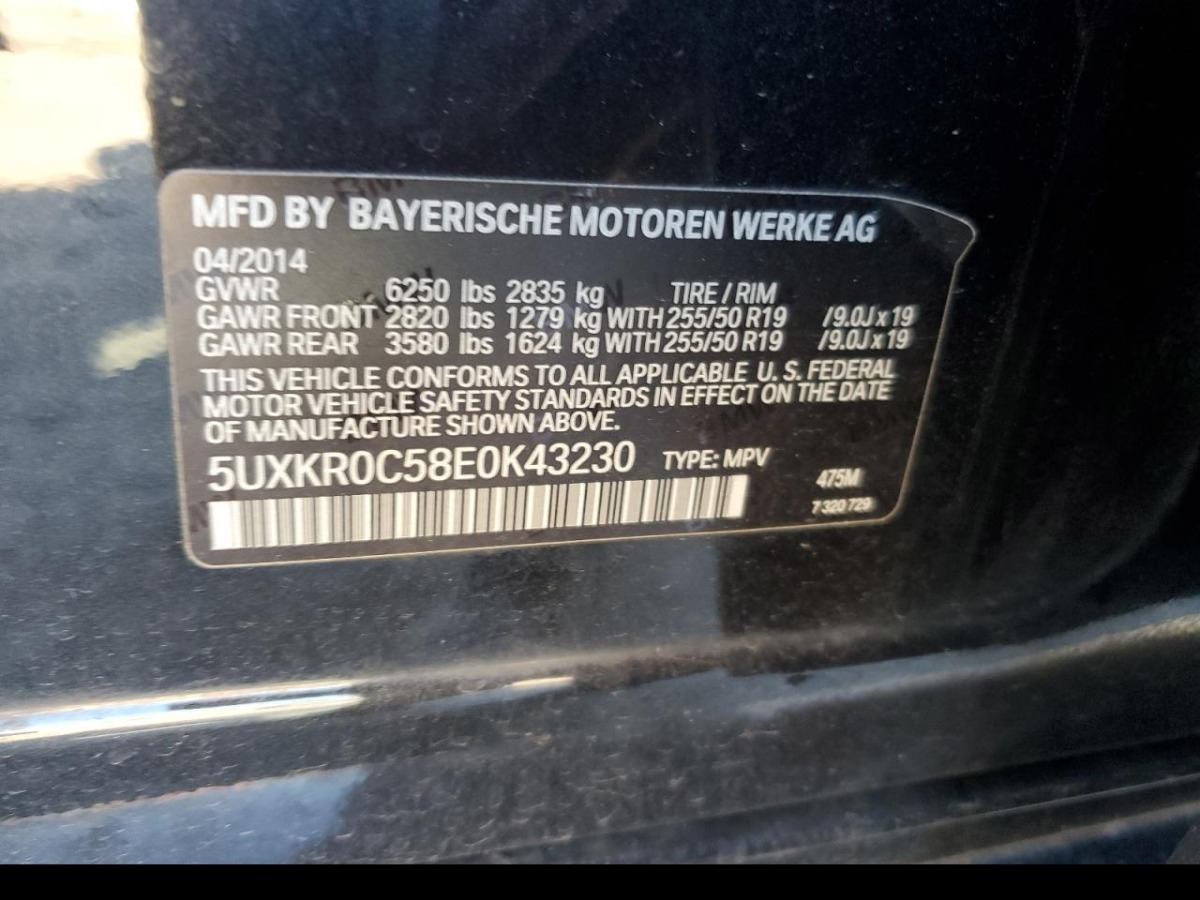 MFD BY BAYERISCHE MOTOREN WERKE AG
04/2014
GVWR 6250 lbs 2835 kg TIRE / RIM
GAWR FRONT 2820 lbs 1279 kg WITH 255/50 R19 /9.0J x 19
GAWR REAR 3580 lbs 1624 kg WITH 255/50 R19 /9.0J x 19
THIS VEHICLE CONFORMS TO ALL APPLICABLE U. S. FEDERAL
MOTOR VEHICLE SAFETY STANDARDS IN EFFECT ON THE DATE
OF MANUFACTURE SHOWN ABOVE.
5UXKR0C58E0K43230 TYPE: MPV
475M
7 320 729